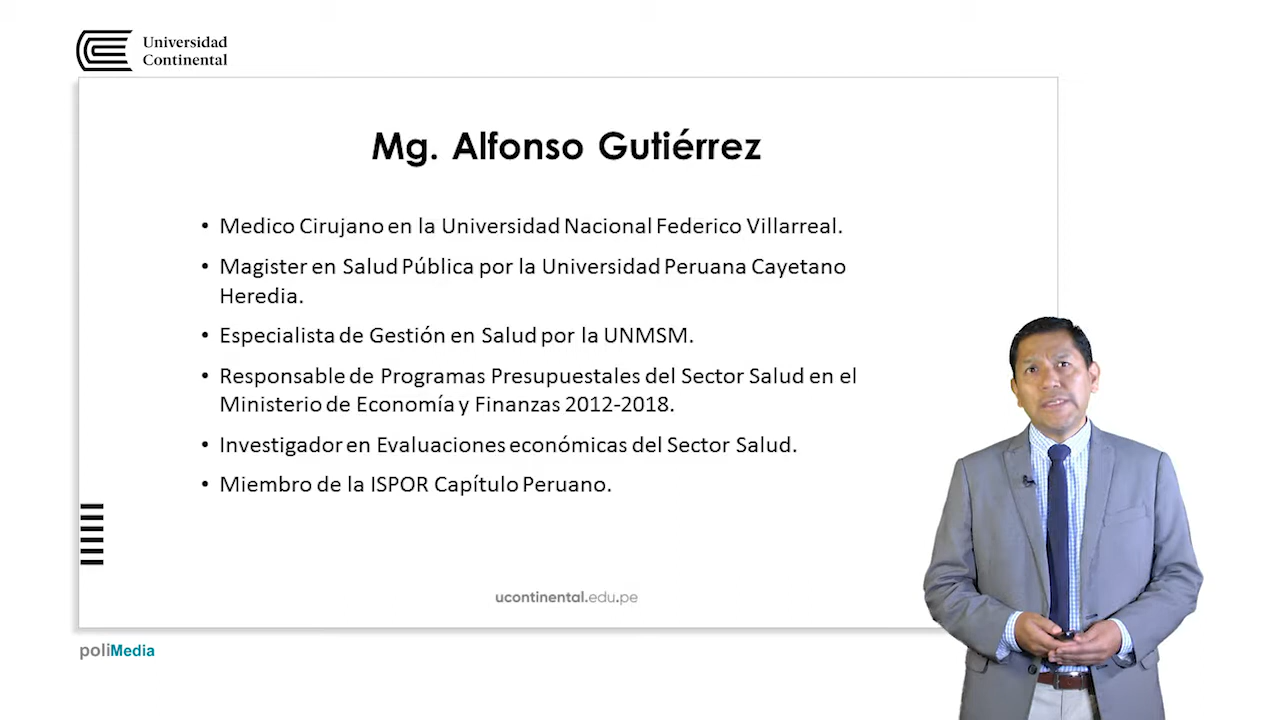 Universidad
Continental
Mg. Alfonso Gutiérrez
• Medico Cirujano en la Universidad Nacional Federico Villarreal.
• Magister en Salud Pública por la Universidad Peruana Cayetano
Heredia.
• Especialista de Gestión en Salud por la UNMSM.
• Responsable de Programas Presupuestales del Sector Salud en el
Ministerio de Economía y Finanzas 2012-2018.
• Investigador en Evaluaciones económicas del Sector Salud.
• Miembro de la ISPOR Capítulo Peruano.
ucontinental.edu.pe
poliMedia